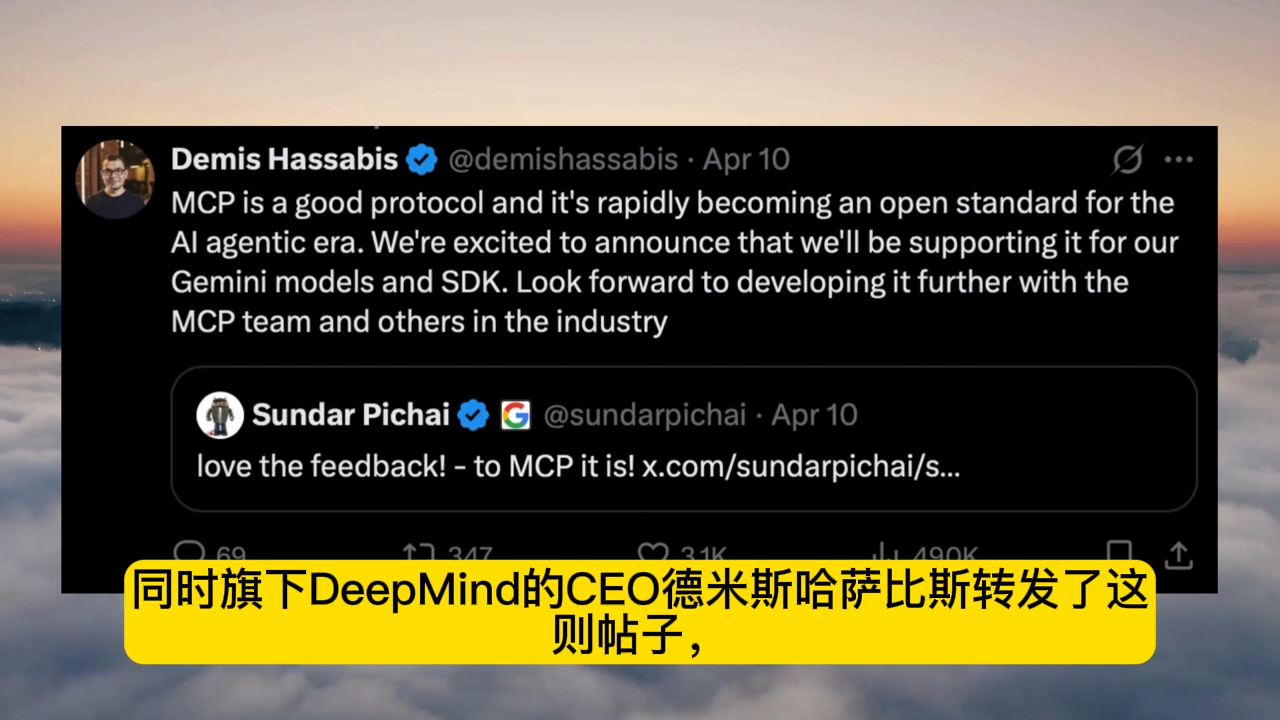 Demis Hassabis @demishassabis · Apr 10
MCP is a good protocol and it's rapidly becoming an open standard for the
AI agentic era. We're excited to announce that we'll be supporting it for our
Gemini models and SDK. Look forward to developing it further with the
MCP team and others in the industry
Sundar Pichai @sundarpichai · Apr 10
love the feedback! - to MCP it is! x.com/sundarpichai/s...
69 347 3.1K 490K
同时旗下DeepMind的CEO德米斯哈萨比斯转发了这
则帖子，